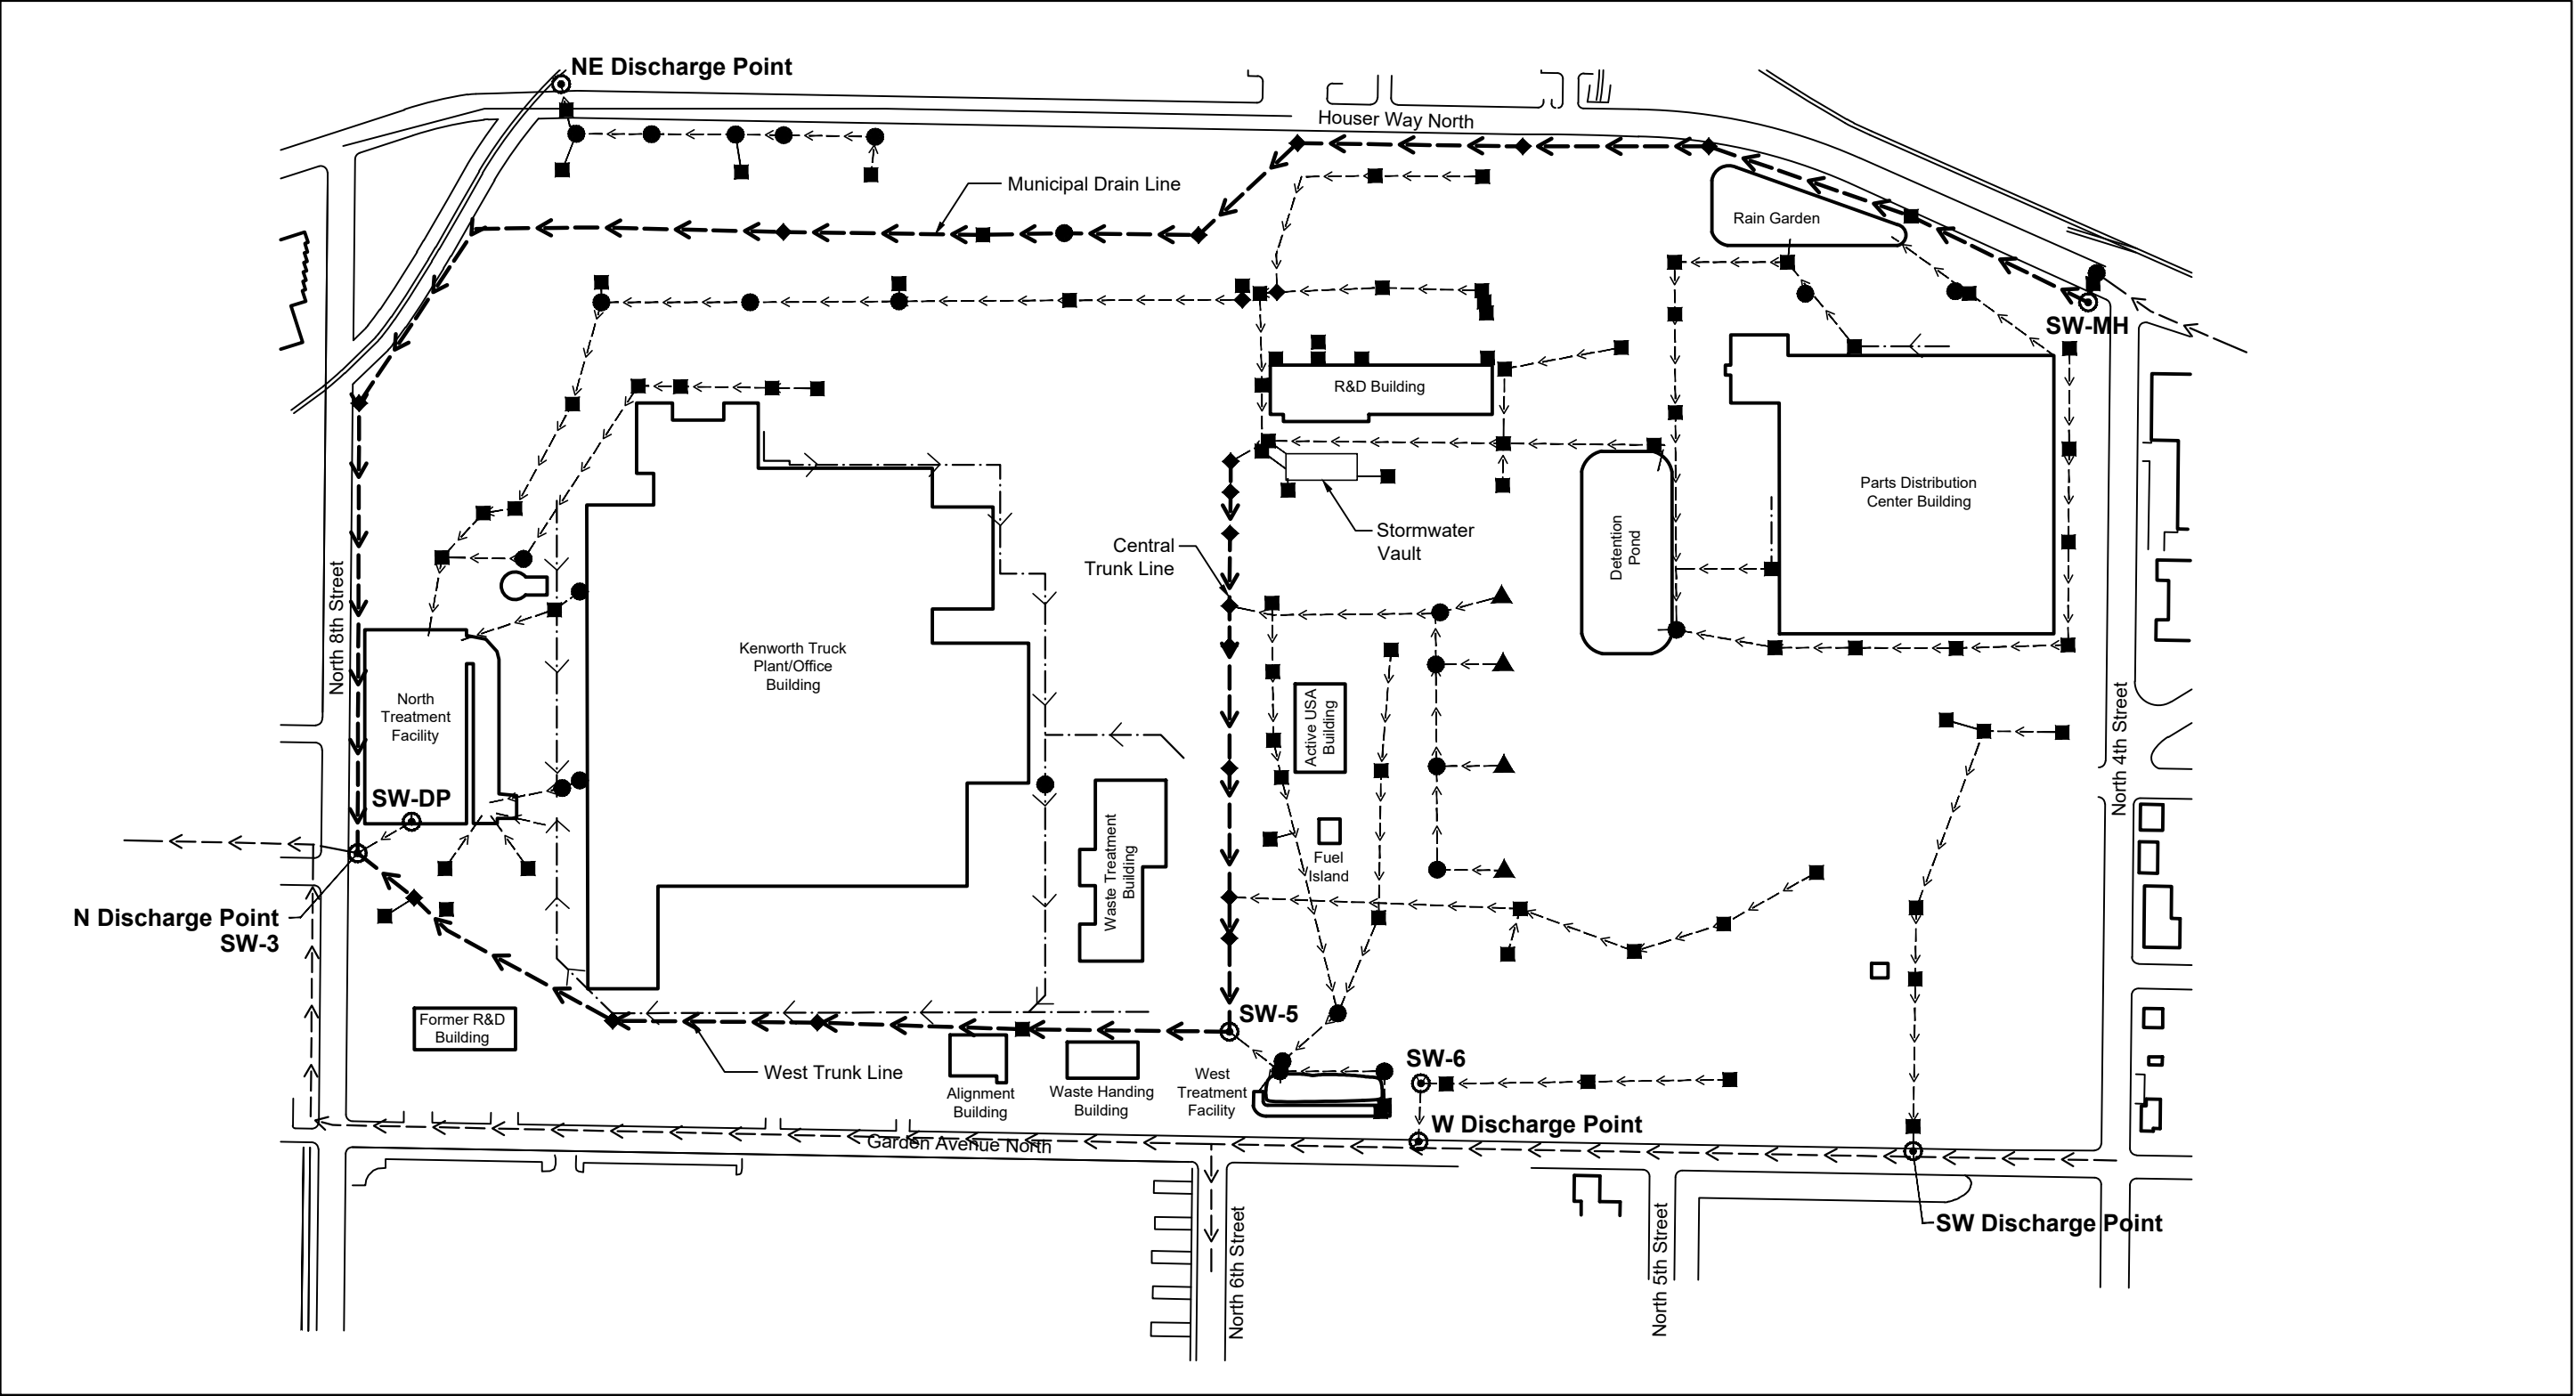 NE Discharge Point
Houser Way North
Municipal Drain Line
Rain Garden
SW-MH
R&D Building
Parts Distribution
Center Building
Stormwater
Vault
Detention
Pond
Central
Trunk Line
North 8th Street
Kenworth Truck
Plant/Office
Building
North
Treatment
Facility
Active USA
Building
North 4th Street
SW-DP
Waste Treatment
Building
Fuel
Island
N Discharge Point
SW-3
SW-5
Former R&D
Building
West Trunk Line
Alignment
Building
Waste Handing
Building
West
Treatment
Facility
SW-6
W Discharge Point
Garden Avenue North
SW Discharge Point
North 6th Street
North 5th Street